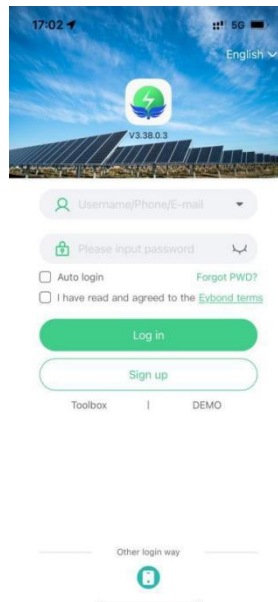 17:02
5G
English
V3.38.0.3
Username/Phone/E-mail
Please input password
Auto login
Forgot PWD?
I have read and agreed to the Eybond terms
Log in
Sign up
Toolbox | DEMO
Other login way